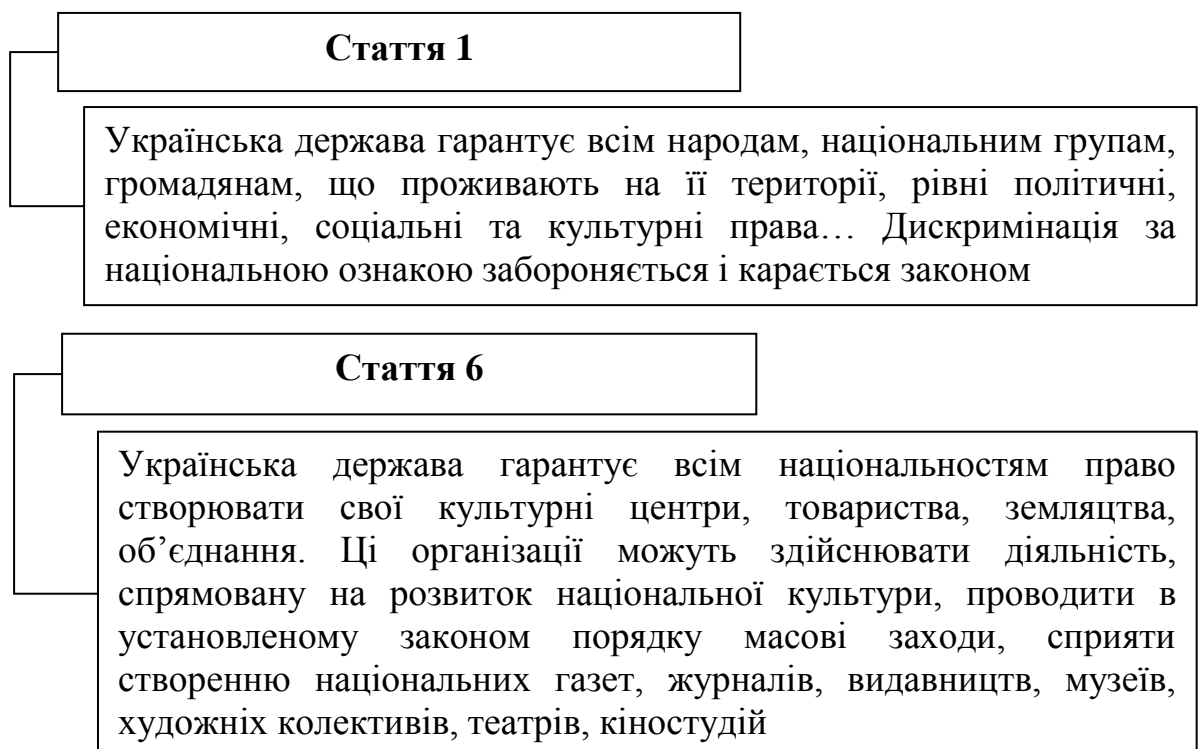 Стаття 1
Українська держава гарантує всім народам, національним групам,
громадянам, що проживають на її території, рівні політичні,
економічні, соціальні та культурні права… Дискримінація за
національною ознакою забороняється і карається законом
Стаття 6
Українська держава гарантує всім національностям право
створювати свої культурні центри, товариства, земляцтва,
об’єднання. Ці організації можуть здійснювати діяльність,
спрямовану на розвиток національної культури, проводити в
установленому законом порядку масові заходи, сприяти
створенню національних газет, журналів, видавництв, музеїв,
художніх колективів, театрів, кіностудій